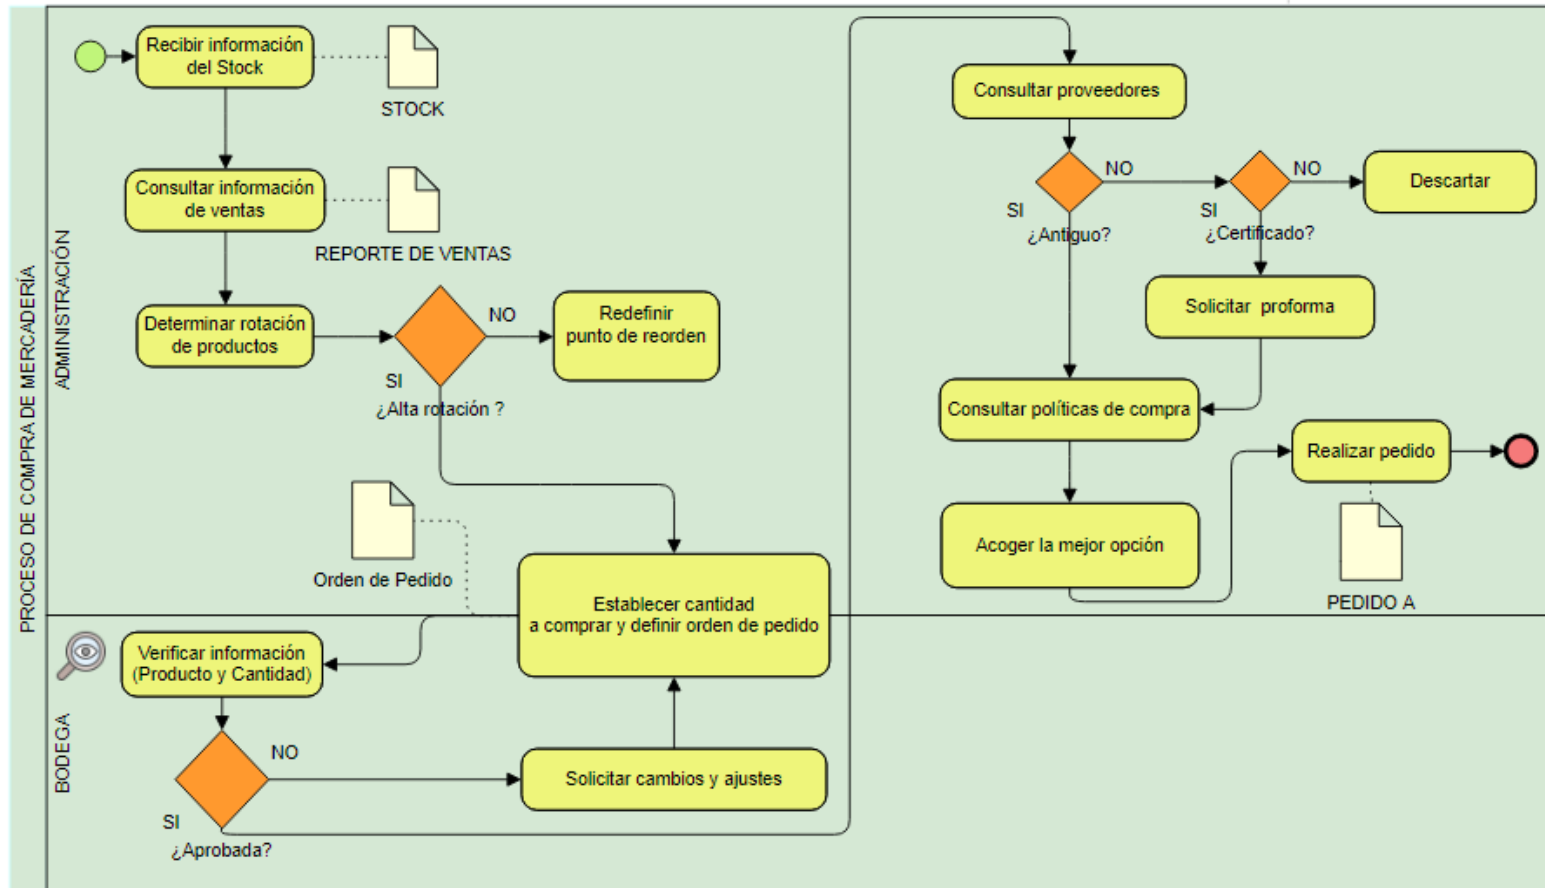 PROCESO DE COMPRA DE MERCADERÍA
ADMINISTRACIÓN
Recibir información
del Stock
STOCK
Consultar información
de ventas
REPORTE DE VENTAS
Determinar rotación
de productos
NO
SI
¿Alta rotación ?
Redefinir
punto de reorden
Orden de Pedido
Establecer cantidad
a comprar y definir orden de pedido
Consultar proveedores
NO
SI
¿Antiguo?
NO
SI
¿Certificado?
Descartar
Solicitar proforma
Consultar políticas de compra
Acoger la mejor opción
Realizar pedido
PEDIDO A
BODEGA
Verificar información
(Producto y Cantidad)
NO
SI
¿Aprobada?
Solicitar cambios y ajustes